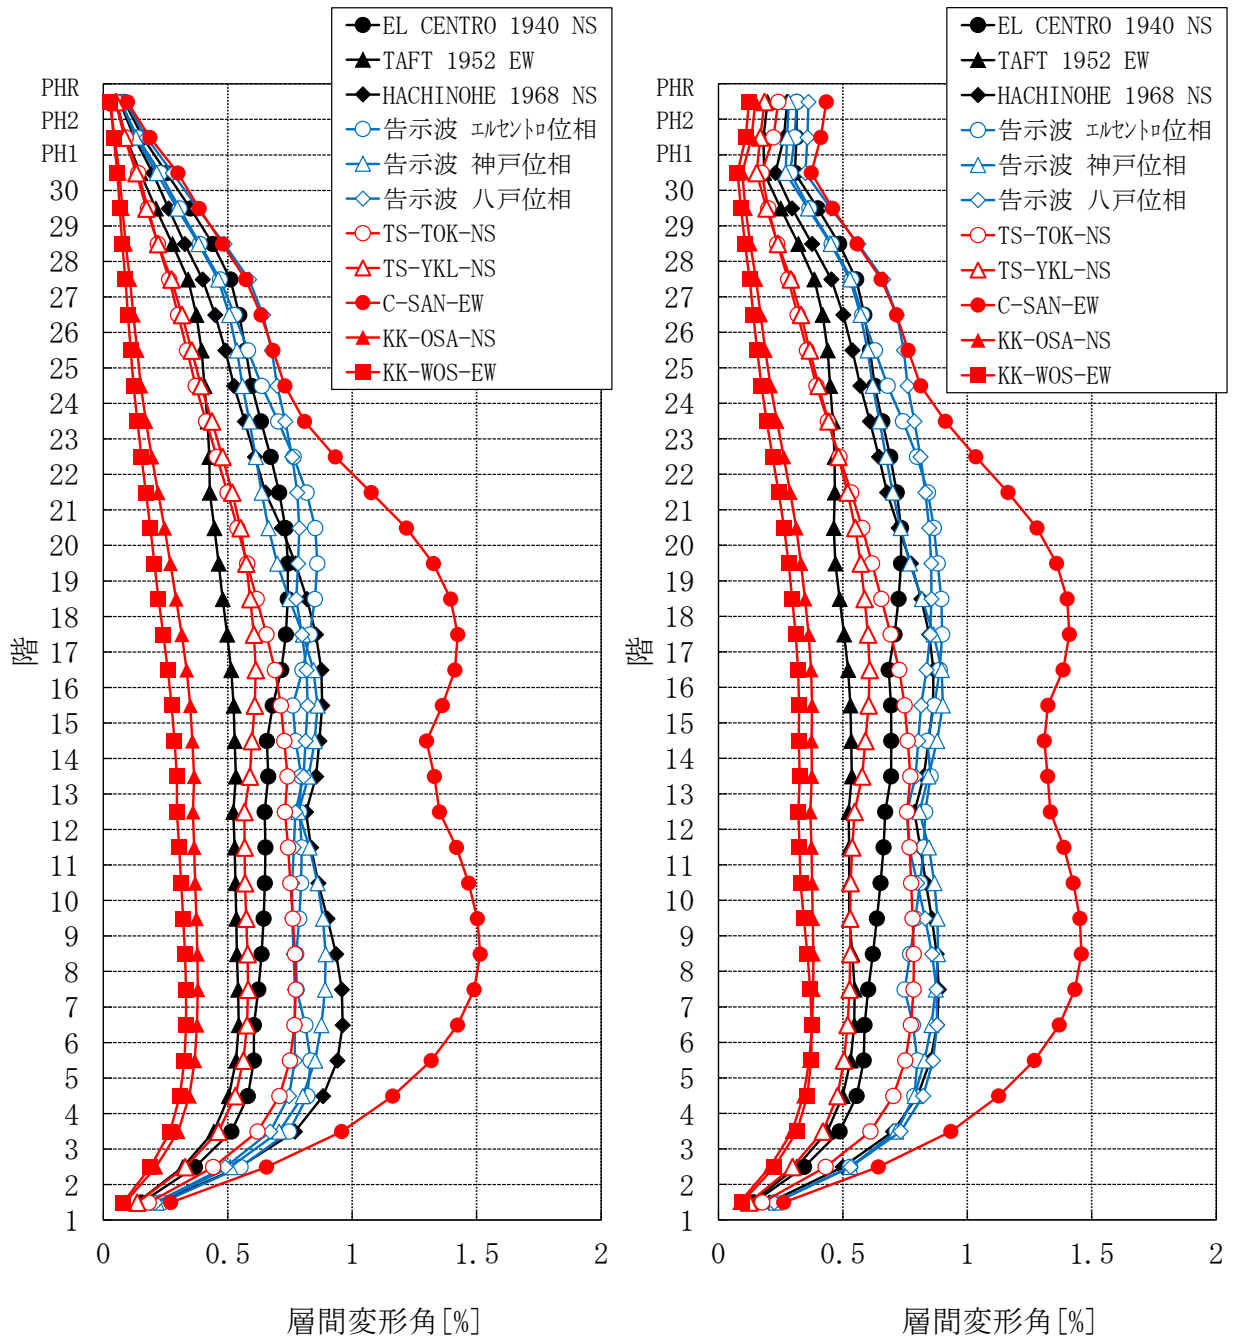 EL CENTRO 1940 NS
TAFT 1952 EW
HACHINOHE 1968 NS
告示波 ｴﾙｾﾝﾄﾛ位相
告示波 神戸位相
告示波 八戸位相
TS-TOK-NS
TS-YKL-NS
C-SAN-EW
KK-OSA-NS
KK-WOS-EW
PHR
PH2
PH1
30
29
28
27
26
25
24
23
22
21
20
19
18
17
16
15
14
13
12
11
10
9
8
7
6
5
4
3
2
1
階
0
0.5
1
1.5
2
層間変形角[%]
EL CENTRO 1940 NS
TAFT 1952 EW
HACHINOHE 1968 NS
告示波 ｴﾙｾﾝﾄﾛ位相
告示波 神戸位相
告示波 八戸位相
TS-TOK-NS
TS-YKL-NS
C-SAN-EW
KK-OSA-NS
KK-WOS-EW
PHR
PH2
PH1
30
29
28
27
26
25
24
23
22
21
20
19
18
17
16
15
14
13
12
11
10
9
8
7
6
5
4
3
2
1
階
0
0.5
1
1.5
2
層間変形角[%]